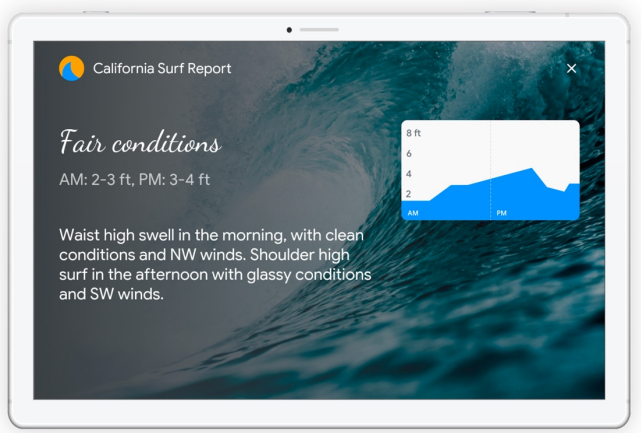 California Surf Report
Fair conditions
AM: 2-3 ft, PM: 3-4 ft
Waist high swell in the morning, with clean
conditions and NW winds. Shoulder high
surf in the afternoon with glassy conditions
and SW winds.
8 ft
6
4
2
AM PM